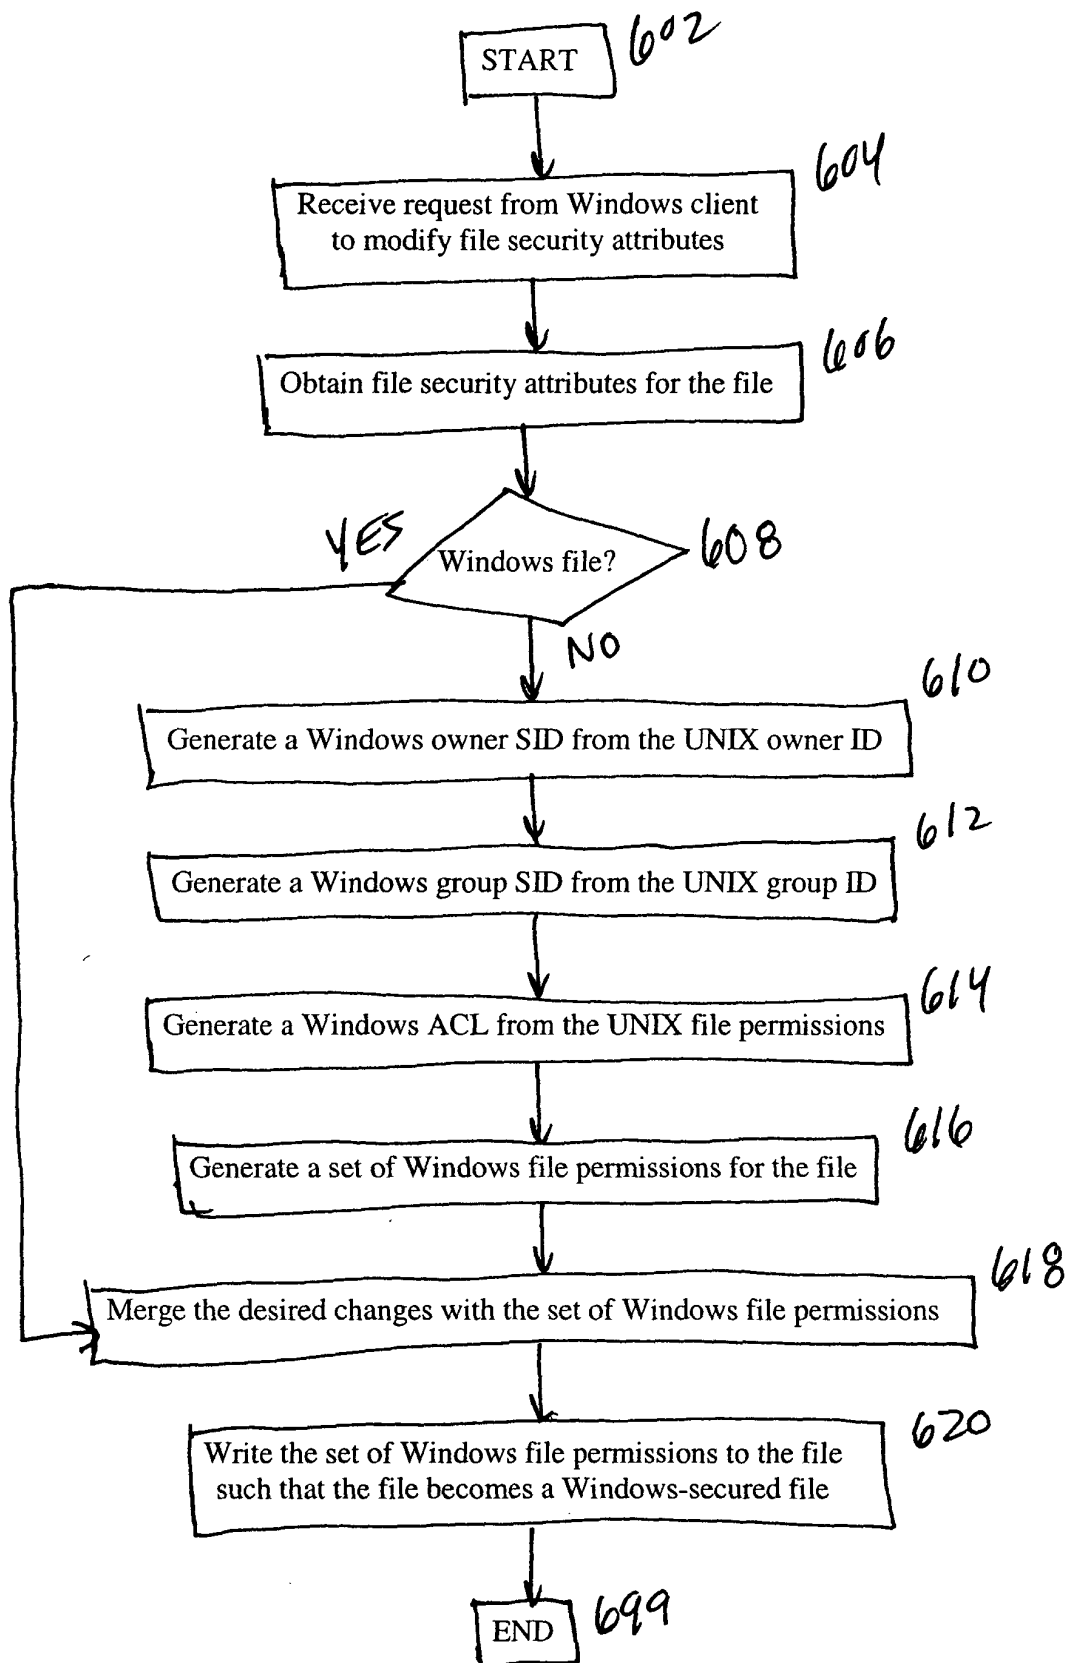 START
602
604
Receive request from Windows client
to modify file security attributes
606
Obtain file security attributes for the file
YES
Windows file?
608
NO
610
Generate a Windows owner SID from the UNIX owner ID
612
Generate a Windows group SID from the UNIX group ID
614
Generate a Windows ACL from the UNIX file permissions
616
Generate a set of Windows file permissions for the file
618
Merge the desired changes with the set of Windows file permissions
620
Write the set of Windows file permissions to the file
such that the file becomes a Windows-secured file
END
699